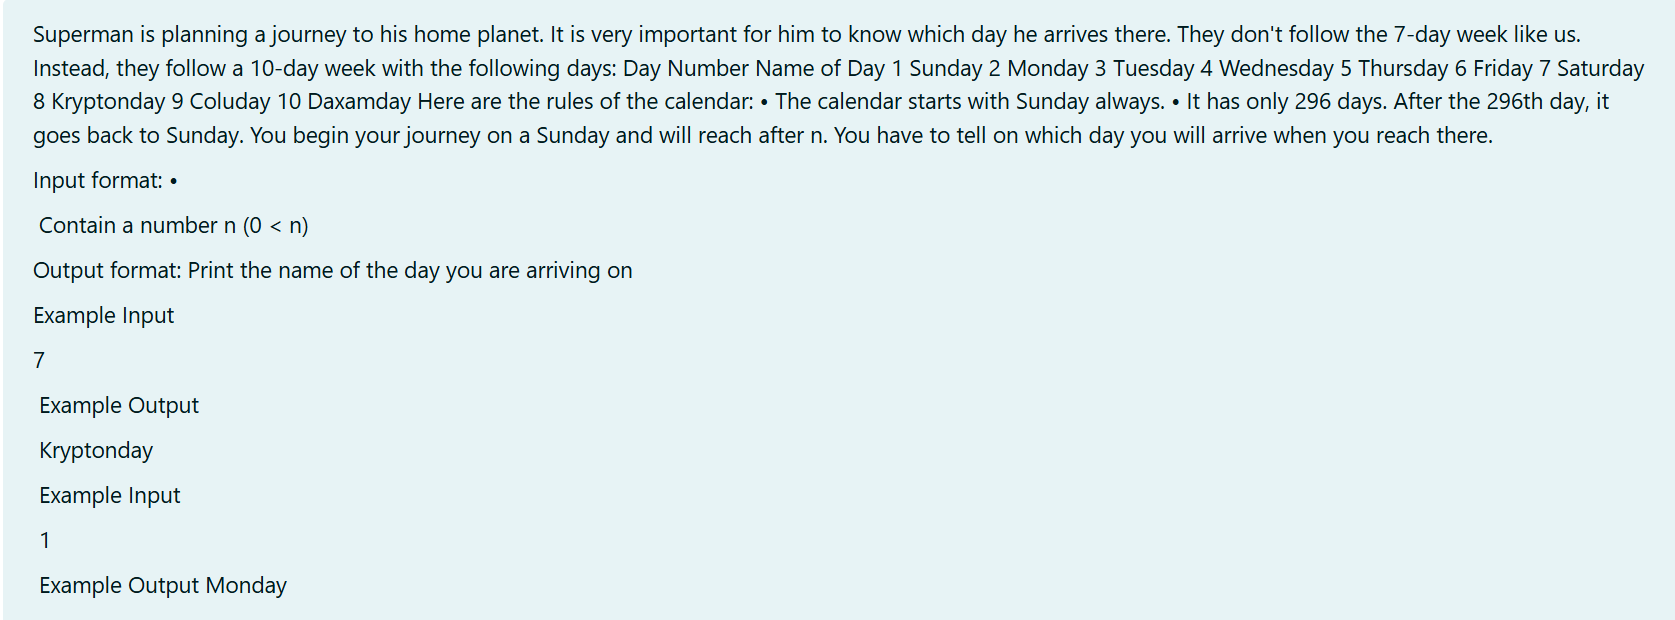 Superman is planning a journey to his home planet. It is very important for him to know which day he arrives there. They don't follow the 7-day week like us.
Instead, they follow a 10-day week with the following days: Day Number Name of Day 1 Sunday 2 Monday 3 Tuesday 4 Wednesday 5 Thursday 6 Friday 7 Saturday
8 Kryptonday 9 Coluday 10 Daxamday Here are the rules of the calendar: • The calendar starts with Sunday always. • It has only 296 days. After the 296th day, it
goes back to Sunday. You begin your journey on a Sunday and will reach after n. You have to tell on which day you will arrive when you reach there.
Input format: •
Contain a number n (0 < n)
Output format: Print the name of the day you are arriving on
Example Input
7
Example Output
Kryptonday
Example Input
1
Example Output Monday